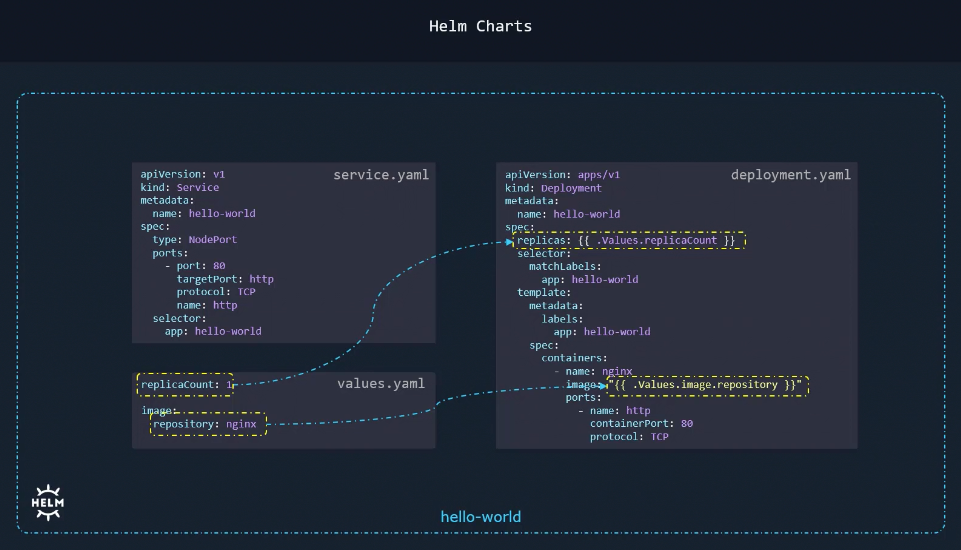 Helm Charts
service.yaml
apiVersion: v1
kind: Service
metadata:
  name: hello-world
spec:
  type: NodePort
  ports:
    - port: 80
      targetPort: http
      protocol: TCP
      name: http
  selector:
    app: hello-world
values.yaml
replicaCount: 1
image:
  repository: nginx
deployment.yaml
apiVersion: apps/v1
kind: Deployment
metadata:
  name: hello-world
spec:
  replicas: {{ .Values.replicaCount }}
  selector:
    matchLabels:
      app: hello-world
  template:
    metadata:
      labels:
        app: hello-world
    spec:
      containers:
        - name: nginx
          image: "{{ .Values.image.repository }}"
          ports:
            - name: http
              containerPort: 80
              protocol: TCP
HELM
hello-world